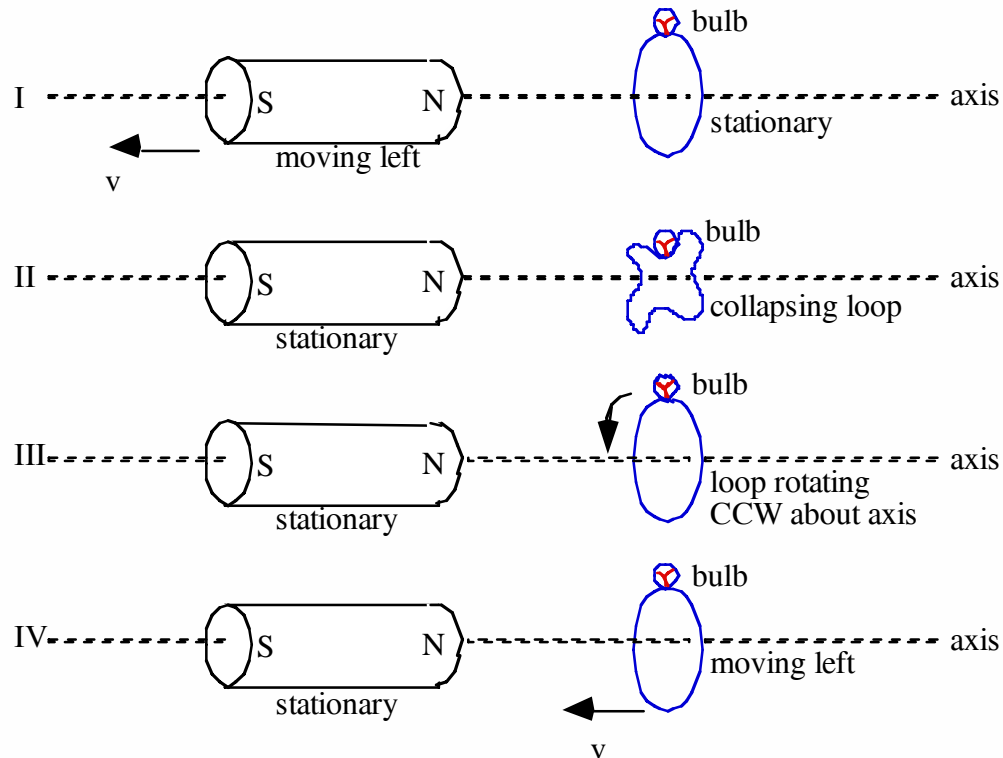 bulb
I
S
N
axis
stationary
moving left
v
bulb
II
S
N
axis
collapsing loop
stationary
bulb
III
S
N
axis
loop rotating
CCW about axis
stationary
bulb
IV
S
N
axis
moving left
stationary
v